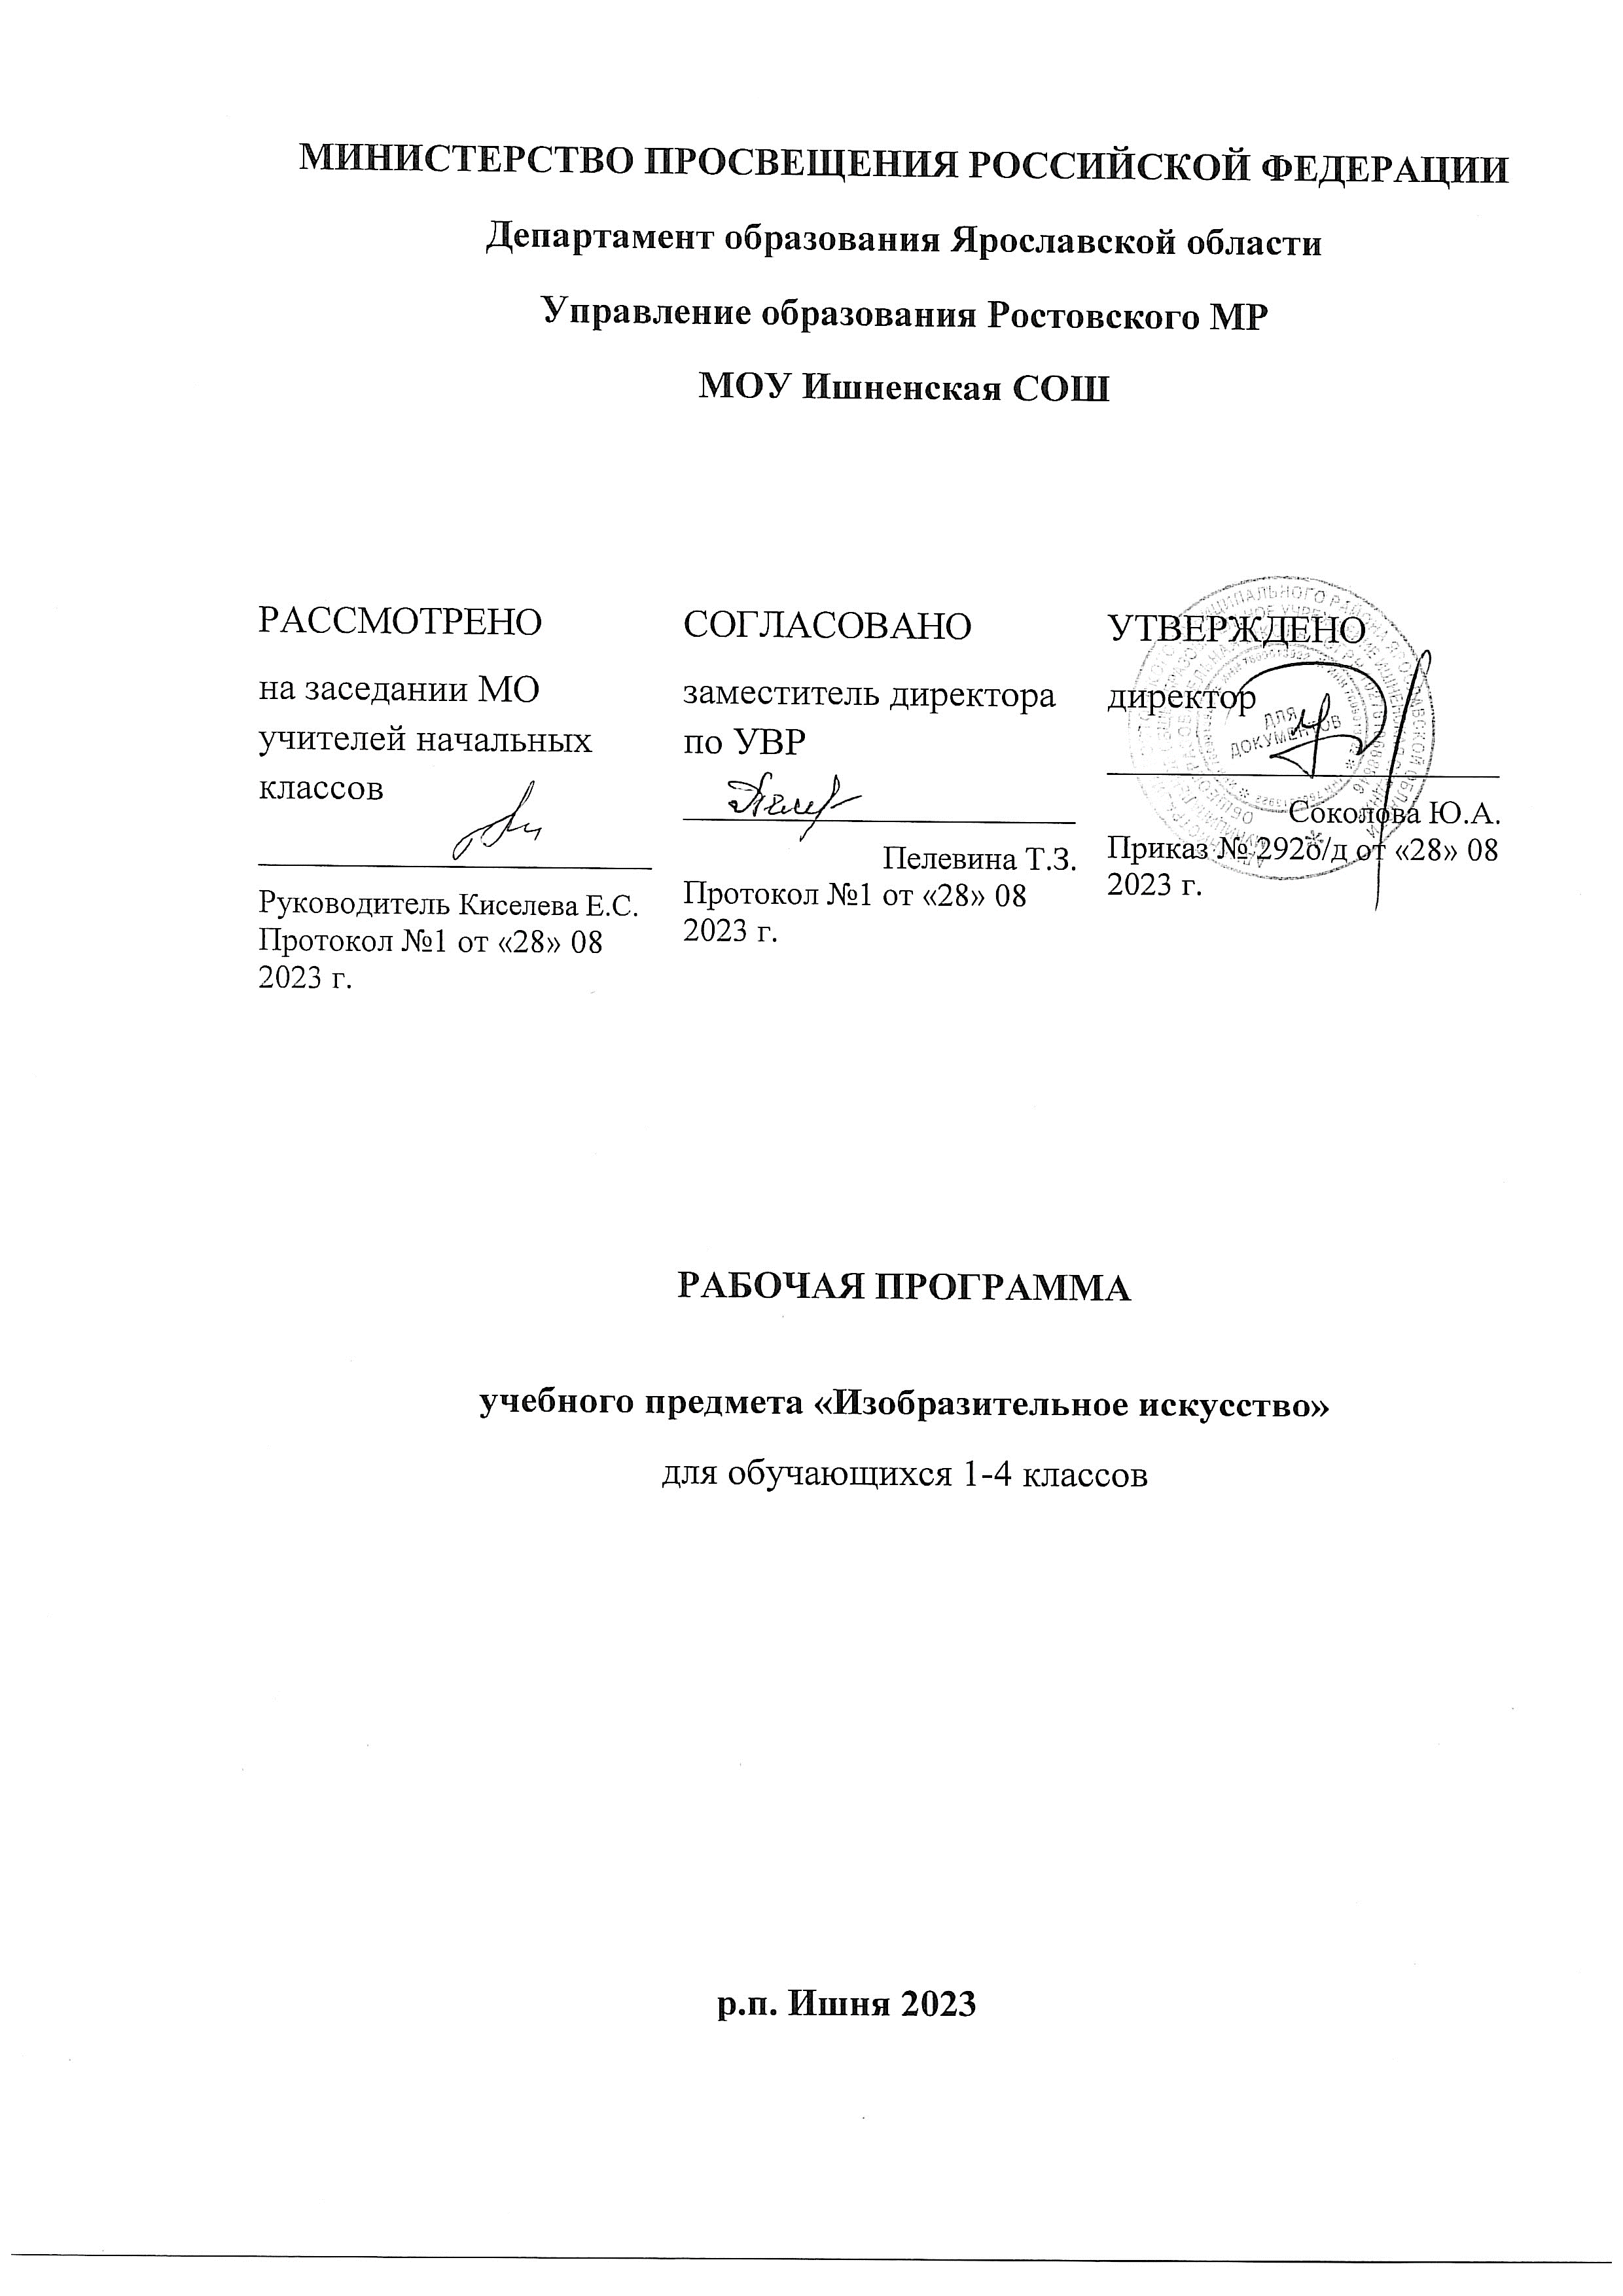 МИНИСТЕРСТВО ПРОСВЕЩЕНИЯ РОССИЙСКОЙ ФЕДЕРАЦИИ
Департамент образования Ярославской области
Управление образования Ростовского МР
МОУ Ишненская СОШ
РАССМОТРЕНО
на заседании МО
учителей начальных
классов
Руководитель Киселева Е.С.
Протокол №1 от «28» 08
2023 г.
СОГЛАСОВАНО
заместитель директора
по УВР
Пелевина Т.З.
Протокол №1 от «28» 08
2023 г.
УТВЕРЖДЕНО
директор
Соколова Ю.А.
Приказ № 292о/д от «28» 08
2023 г.
ДЛЯ
ДОКУМЕНТОВ
РАБОЧАЯ ПРОГРАММА
учебного предмета «Изобразительное искусство»
для обучающихся 1-4 классов
р.п. Ишня 2023